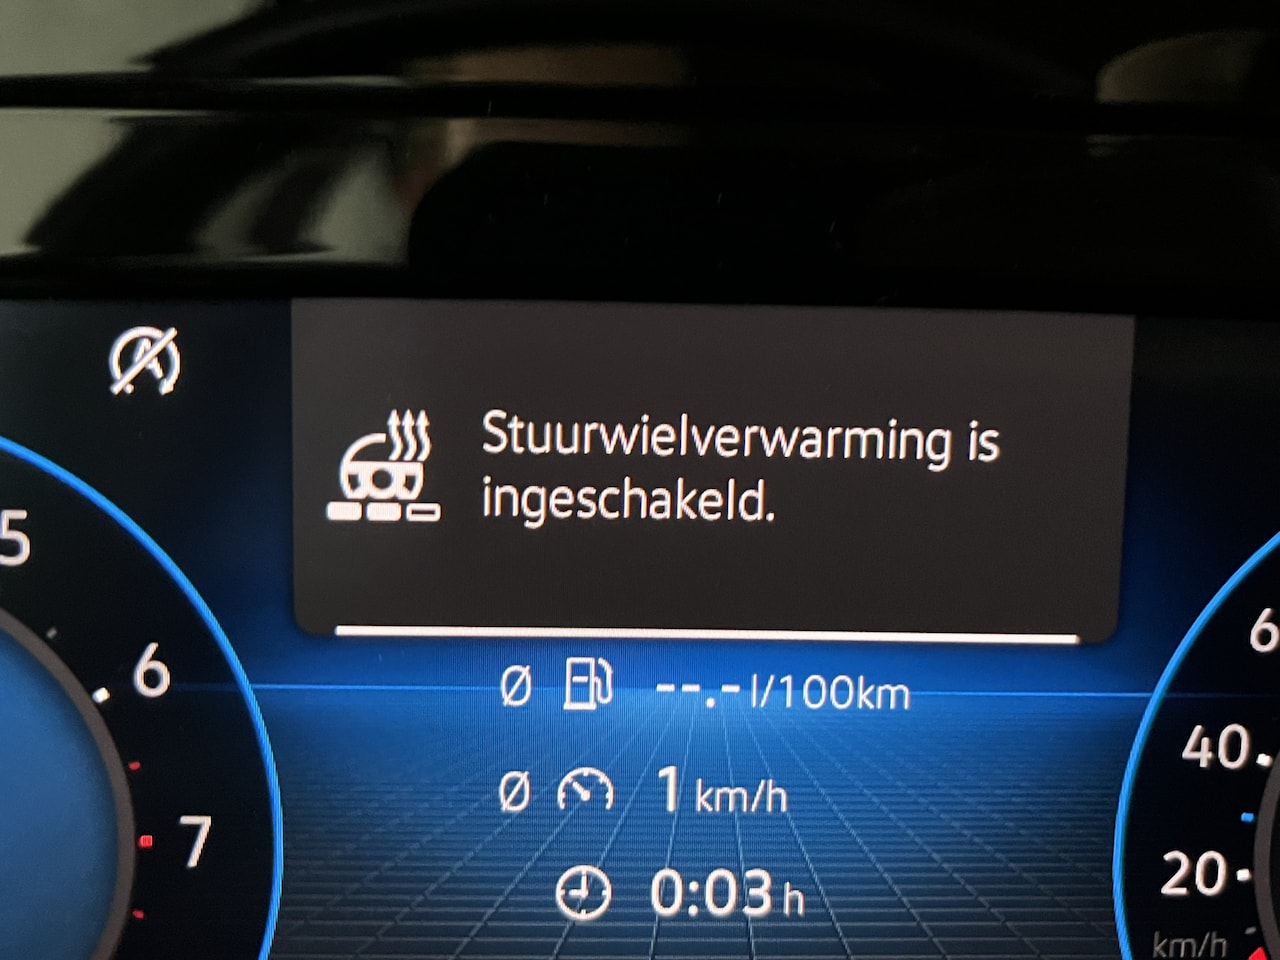 Stuurwielverwarming is
ingeschakeld.
5
6
7
Ø --.- l/100km
Ø 1 km/h
0:03 h
6
40
20
km/h